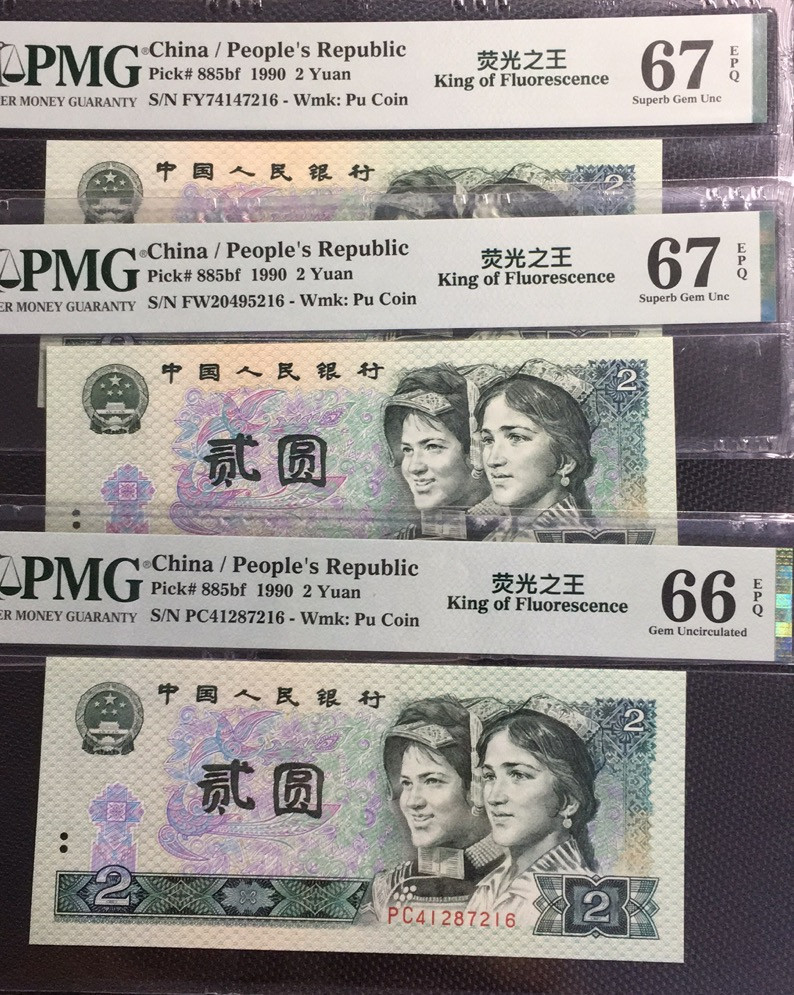 PMG® China / People's Republic
Pick# 885bf 1990 2 Yuan
S/N FY74147216 - Wmk: Pu Coin
ER MONEY GUARANTY
荧光之王
King of Fluorescence
67 EPQ
Superb Gem Unc
中国人民银行
2
PMG® China / People's Republic
Pick# 885bf 1990 2 Yuan
S/N FW20495216 - Wmk: Pu Coin
ER MONEY GUARANTY
荧光之王
King of Fluorescence
67 EPQ
Superb Gem Unc
中国人民银行
2
贰圆
PMG® China / People's Republic
Pick# 885bf 1990 2 Yuan
S/N PC41287216 - Wmk: Pu Coin
ER MONEY GUARANTY
荧光之王
King of Fluorescence
66 EPQ
Gem Uncirculated
中国人民银行
2
贰圆
2
PC41287216
2